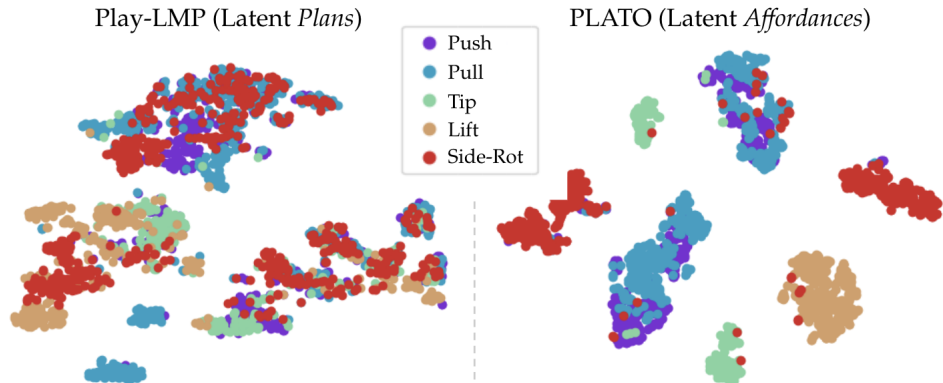 Play-LMP (Latent Plans)
PLATO (Latent Affordances)
Push
Pull
Tip
Lift
Side-Rot